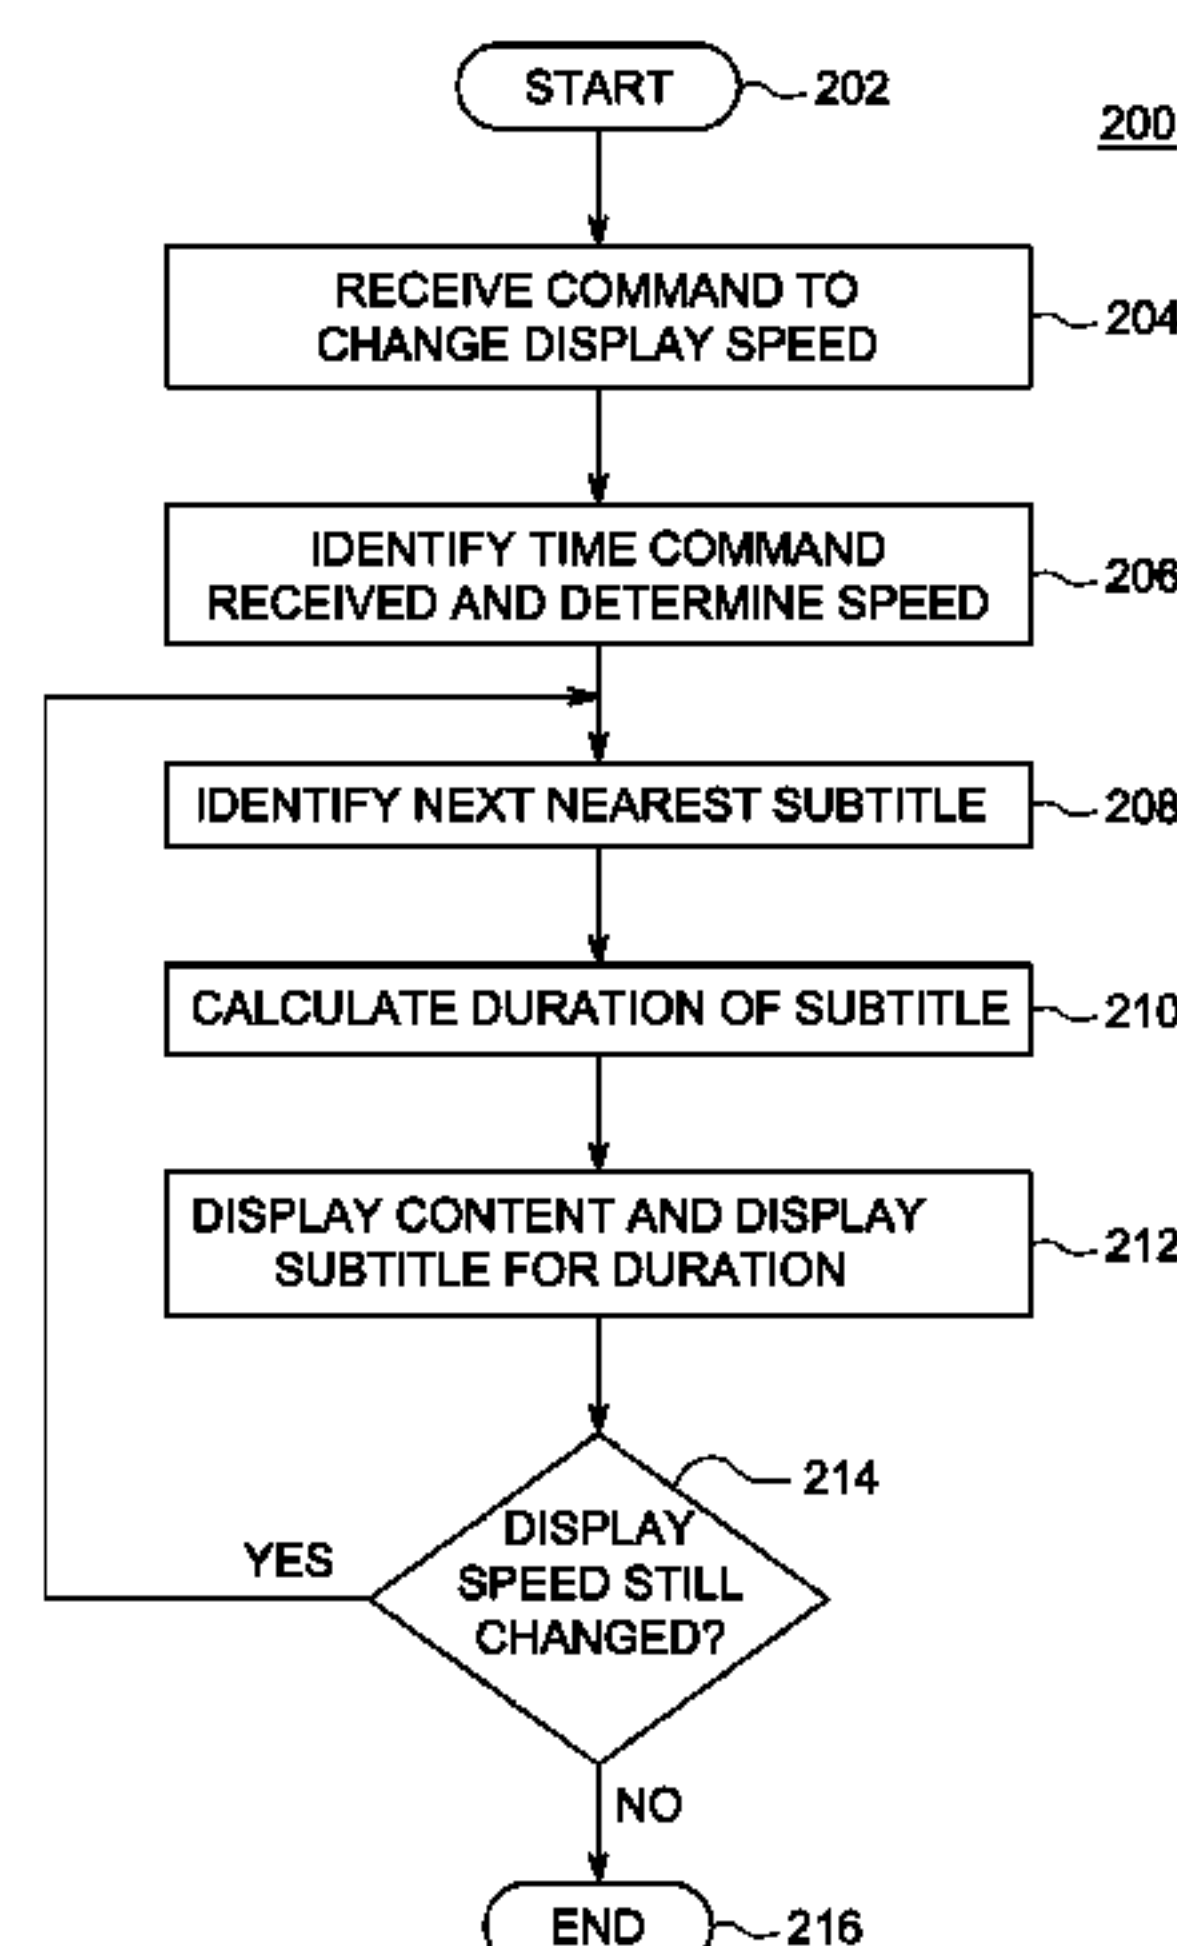 START
202
200
RECEIVE COMMAND TO
CHANGE DISPLAY SPEED
204
IDENTIFY TIME COMMAND
RECEIVED AND DETERMINE SPEED
206
IDENTIFY NEXT NEAREST SUBTITLE
208
CALCULATE DURATION OF SUBTITLE
210
DISPLAY CONTENT AND DISPLAY
SUBTITLE FOR DURATION
212
214
DISPLAY
SPEED STILL
CHANGED?
YES
NO
END
216